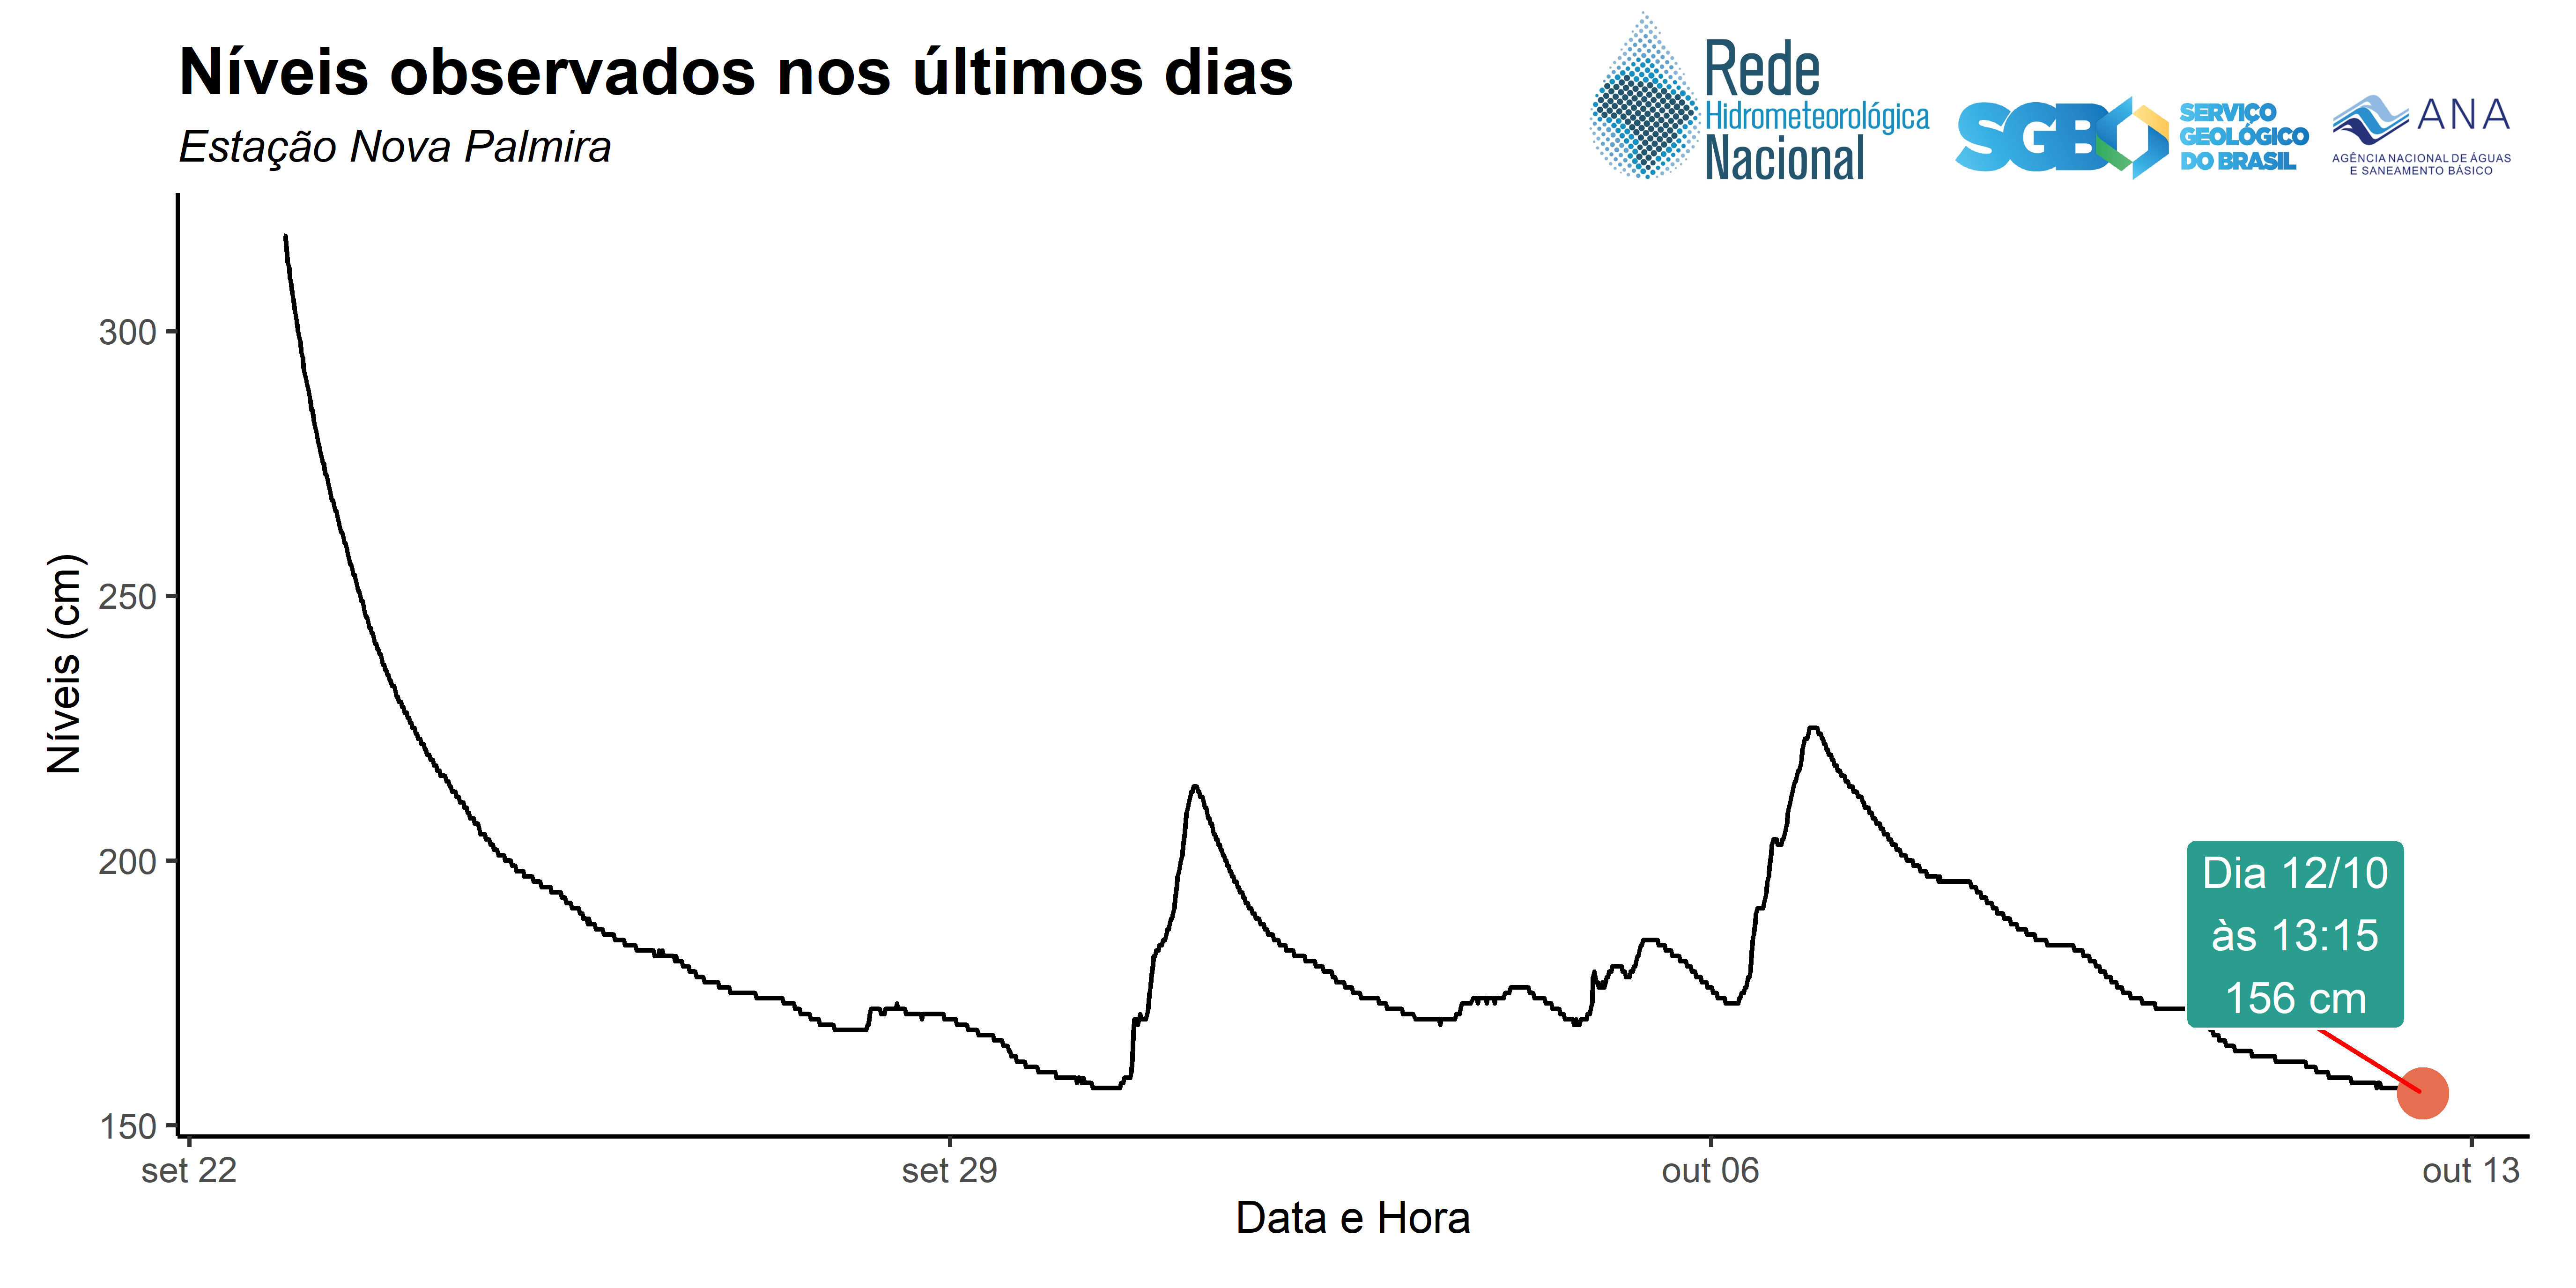 Níveis observados nos últimos dias
Estação Nova Palmira
Rede
Hidrometeorológica
Nacional
SGB
SERVIÇO
GEOLÓGICO
DO BRASIL
ANA
AGÊNCIA NACIONAL DE ÁGUAS
E SANEAMENTO BÁSICO
Níveis (cm)
300
250
200
150
Dia 12/10
às 13:15
156 cm
set 22
set 29
out 06
out 13
Data e Hora